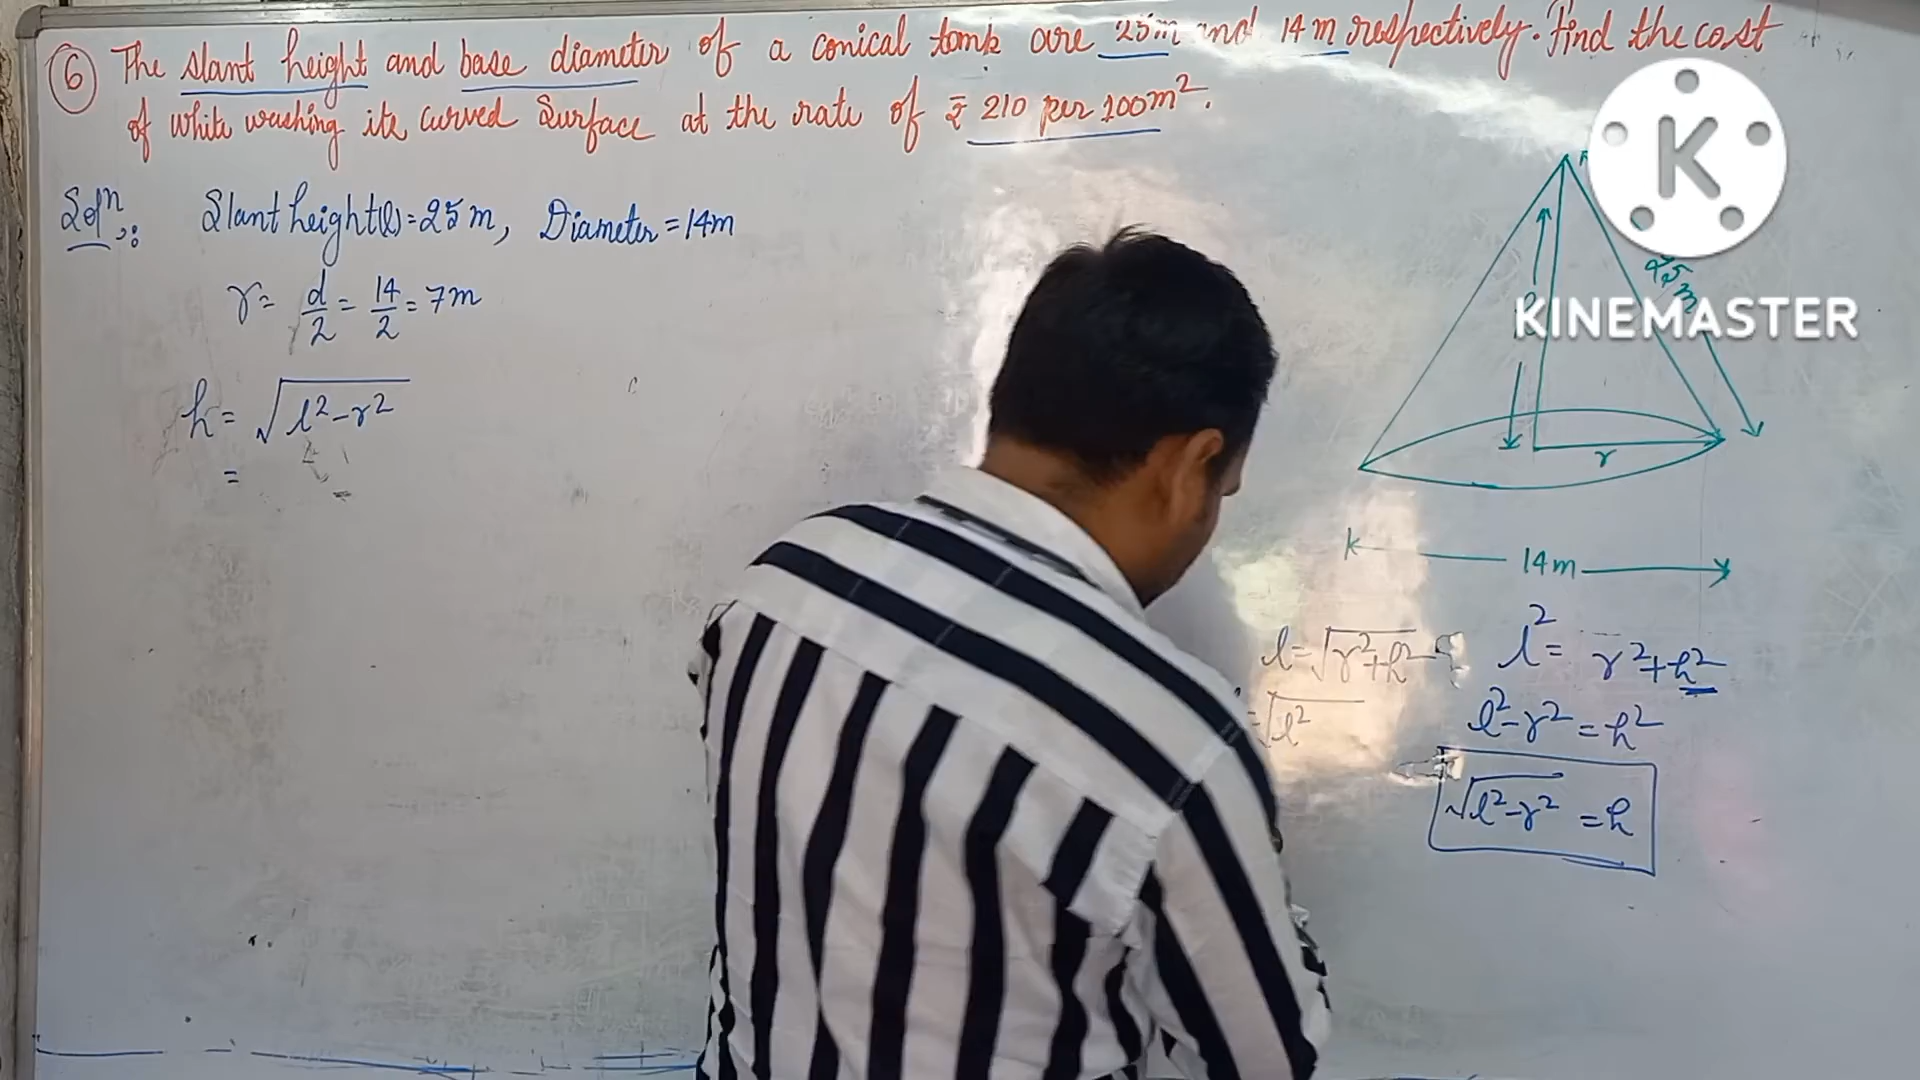 6 The slant height and base diameter of a conical tomb are 25m and 14 m respectively. Find the cost
of white washing its curved Surface at the rate of ₹ 210 per 100m².
Solⁿ:
Slant height(l) = 25 m, Diameter = 14m
r = d/2 = 14/2 = 7m
h = √(l²-r²)
=
25 m
r
14m
K
KINEMASTER
l = √(r²+h²)
= √l²
l² = r²+h²
l²-r² = h²
√(l²-r²) = h